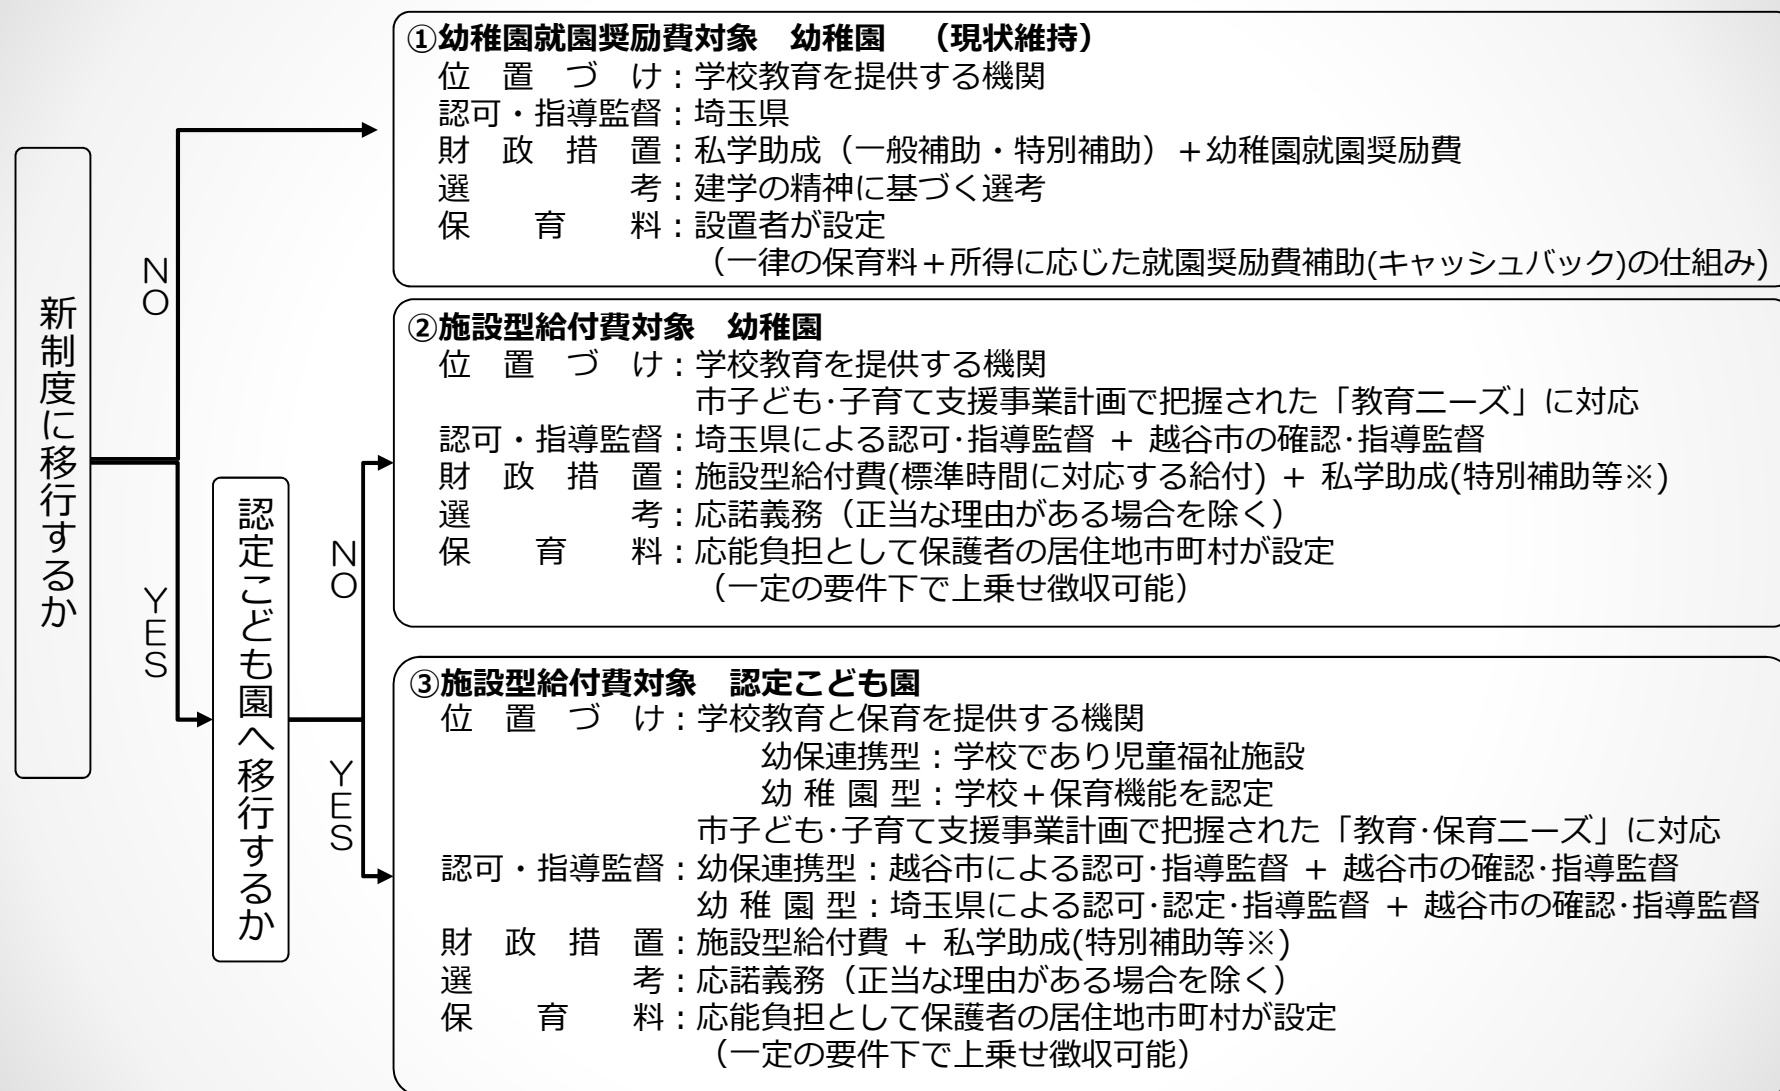 新制度に移行するか
NO
YES
認定こども園へ移行するか
NO
YES
①幼稚園就園奨励費対象　幼稚園　（現状維持）
位　置　づ　け：学校教育を提供する機関
認可・指導監督：埼玉県
財　政　措　置：私学助成（一般補助・特別補助）＋幼稚園就園奨励費
選　　　　　考：建学の精神に基づく選考
保　　育　　料：設置者が設定
（一律の保育料＋所得に応じた就園奨励費補助(キャッシュバック)の仕組み)
②施設型給付費対象　幼稚園
位　置　づ　け：学校教育を提供する機関
市子ども･子育て支援事業計画で把握された「教育ニーズ」に対応
認可・指導監督：埼玉県による認可･指導監督 + 越谷市の確認･指導監督
財　政　措　置：施設型給付費(標準時間に対応する給付) + 私学助成(特別補助等※)
選　　　　　考：応諾義務（正当な理由がある場合を除く）
保　　育　　料：応能負担として保護者の居住地市町村が設定
（一定の要件下で上乗せ徴収可能）
③施設型給付費対象　認定こども園
位　置　づ　け：学校教育と保育を提供する機関
幼保連携型：学校であり児童福祉施設
幼 稚 園 型：学校＋保育機能を認定
市子ども･子育て支援事業計画で把握された「教育･保育ニーズ」に対応
認可・指導監督：幼保連携型：越谷市による認可･指導監督 + 越谷市の確認･指導監督
幼 稚 園 型：埼玉県による認可･認定･指導監督 + 越谷市の確認･指導監督
財　政　措　置：施設型給付費 + 私学助成(特別補助等※)
選　　　　　考：応諾義務（正当な理由がある場合を除く）
保　　育　　料：応能負担として保護者の居住地市町村が設定
（一定の要件下で上乗せ徴収可能）